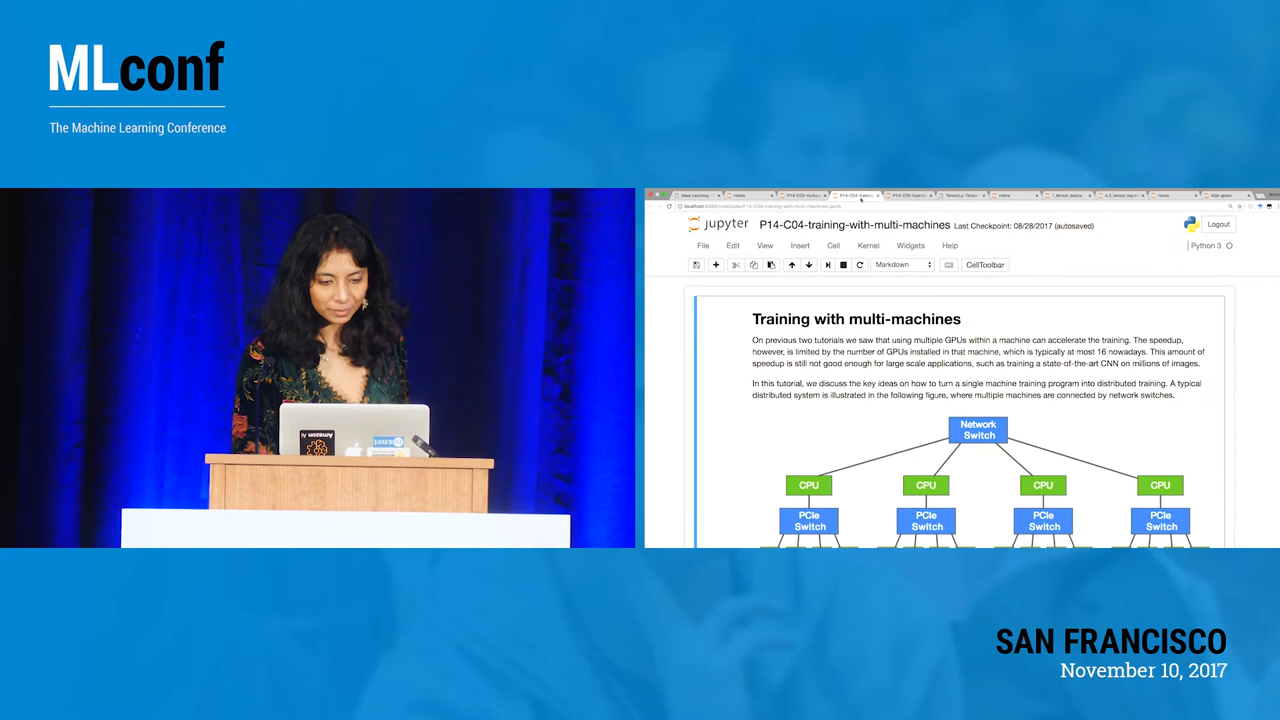 MLconf
The Machine Learning Conference
jupyter P14-C04-training-with-multi-machines Last Checkpoint: 08/28/2017 (autosaved)
Logout
File Edit View Insert Cell Kernel Widgets Help
Python 3
Markdown
CellToolbar
Training with multi-machines
On previous two tutorials we saw that using multiple GPUs within a machine can accelerate the training. The speedup,
however, is limited by the number of GPUs installed in that machine, which is typically at most 16 nowadays. This amount of
speedup is still not good enough for large scale applications, such as training a state-of-the-art CNN on millions of images.
In this tutorial, we discuss the key ideas on how to turn a single machine training program into distributed training. A typical
distributed system is illustrated in the following figure, where multiple machines are connected by network switches.
Network
Switch
CPU CPU CPU CPU
PCIe PCIe PCIe PCIe
Switch Switch Switch Switch
Amazon AI
mxnet
SAN FRANCISCO
November 10, 2017